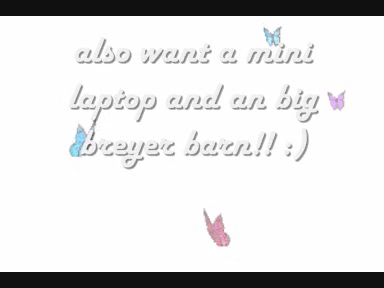 also want a mini
laptop and an big
breyer barn!! :)